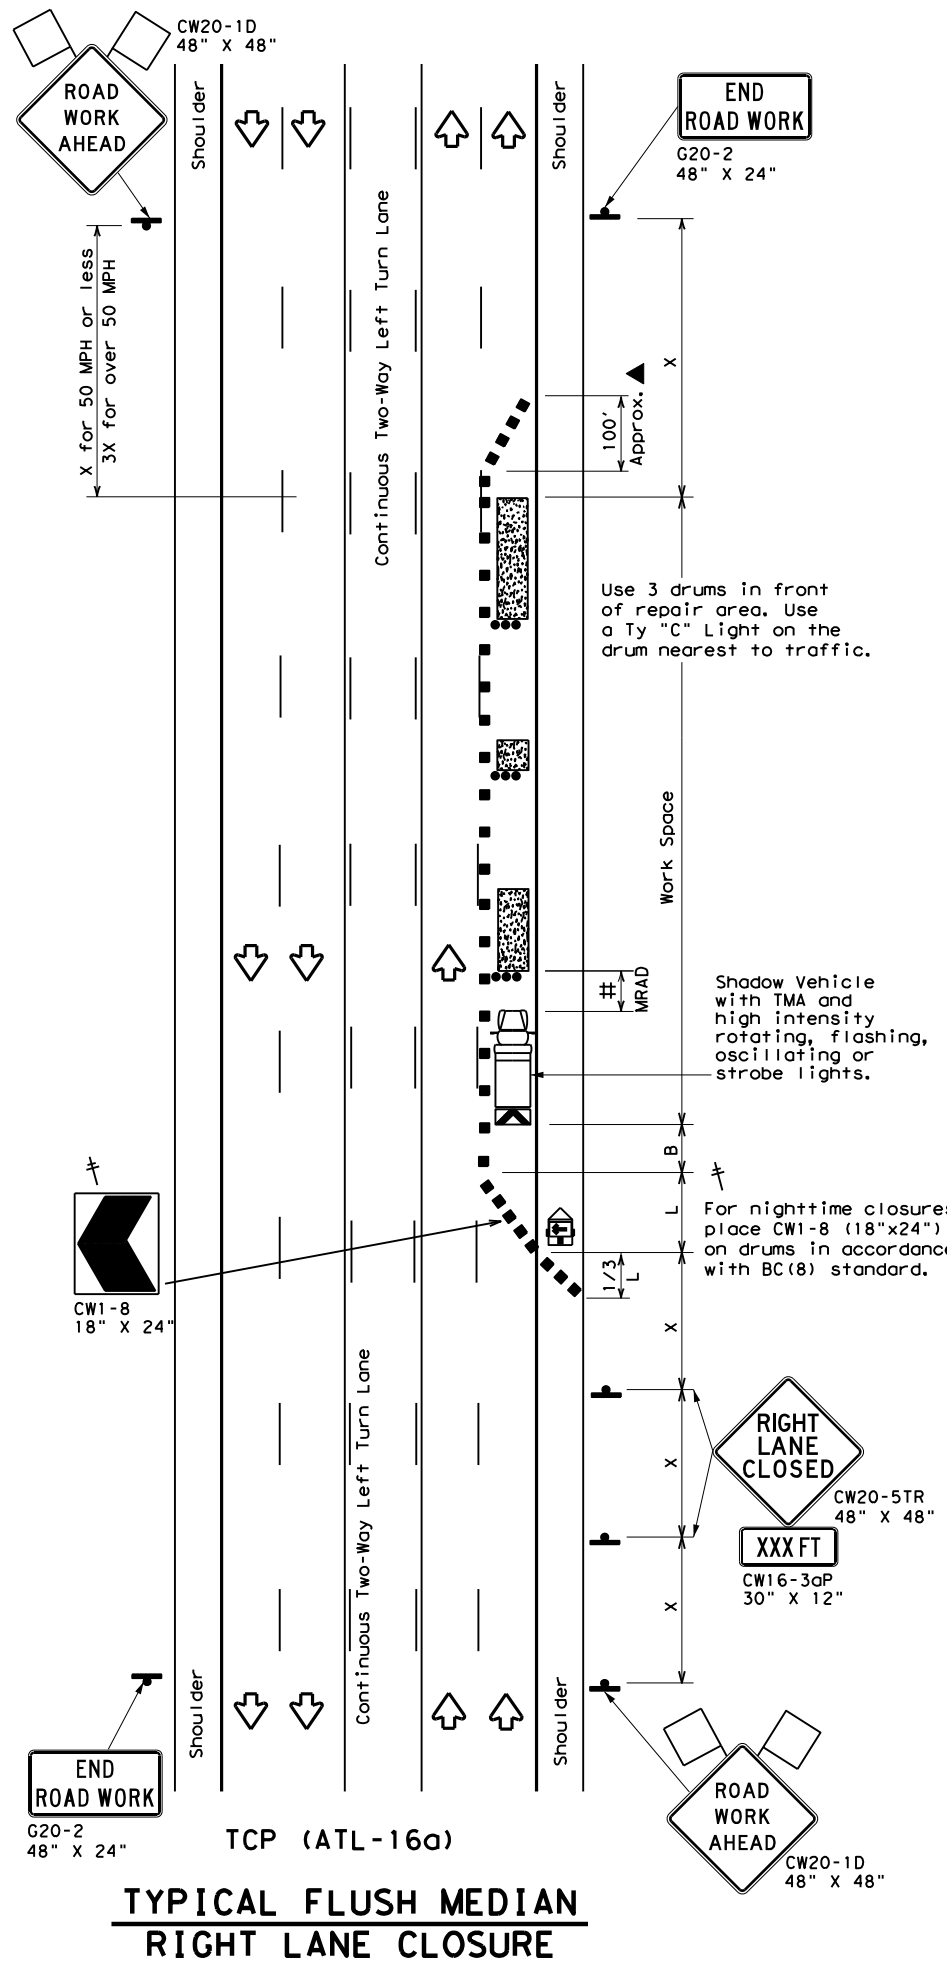 CW20-1D
48" X 48"
ROAD
WORK
AHEAD
Shoulder
Shoulder
END
ROAD WORK
G20-2
48" X 24"
X for 50 MPH or less
3X for over 50 MPH
Continuous Two-Way Left Turn Lane
X
100'
Approx.
Use 3 drums in front
of repair area. Use
a Ty "C" Light on the
drum nearest to traffic.
Work Space
#
MRAD
Shadow Vehicle
with TMA and
high intensity
rotating, flashing,
oscillating or
strobe lights.
B
L
For nighttime closures
place CW1-8 (18"x24")
on drums in accordance
with BC(8) standard.
CW1-8
18" X 24"
1/3
L
X
Continuous Two-Way Left Turn Lane
RIGHT
LANE
CLOSED
X
CW20-5TR
48" X 48"
XXX FT
CW16-3aP
30" X 12"
X
Shoulder
Shoulder
END
ROAD WORK
G20-2
48" X 24"
ROAD
WORK
AHEAD
CW20-1D
48" X 48"
TCP (ATL-16a)
TYPICAL FLUSH MEDIAN
RIGHT LANE CLOSURE